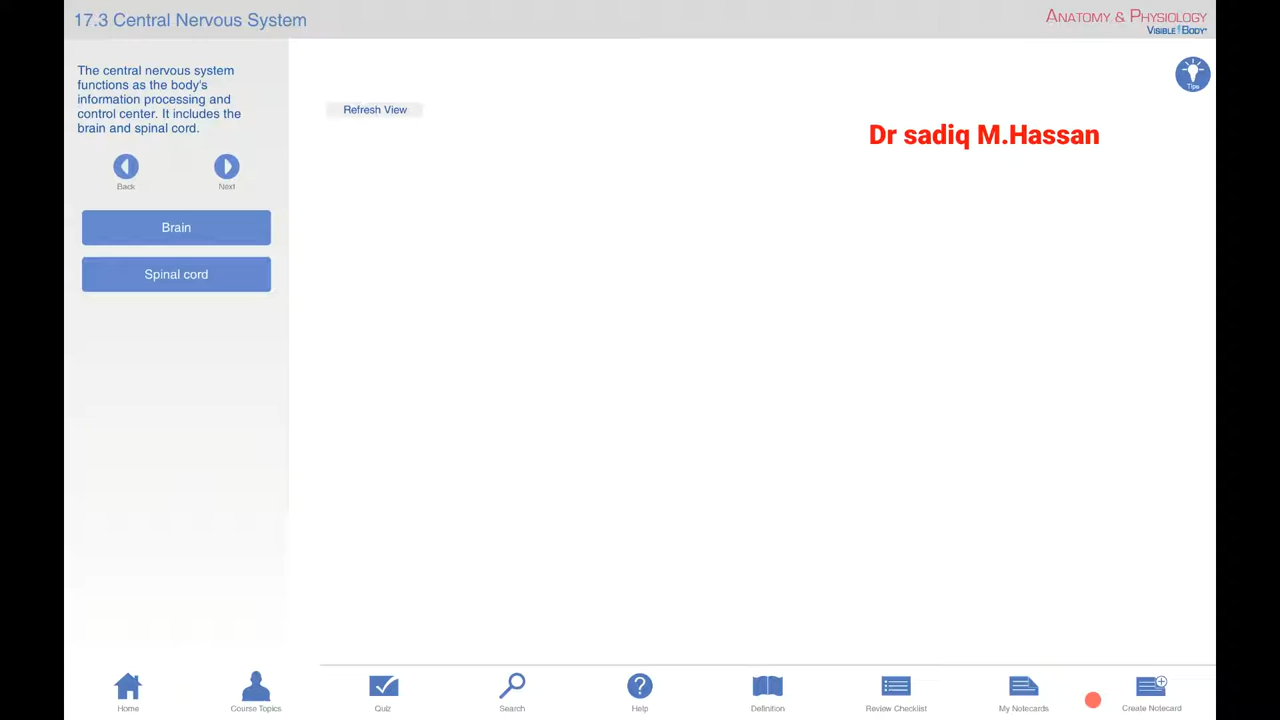 17.3 Central Nervous System
ANATOMY & PHYSIOLOGY
VISIBLE BODY®
The central nervous system
functions as the body's
information processing and
control center. It includes the
brain and spinal cord.
Back
Next
Brain
Spinal cord
Refresh View
Dr sadiq M.Hassan
Tips
Home
Course Topics
Quiz
Search
Help
Definition
Review Checklist
My Notecards
Create Notecard